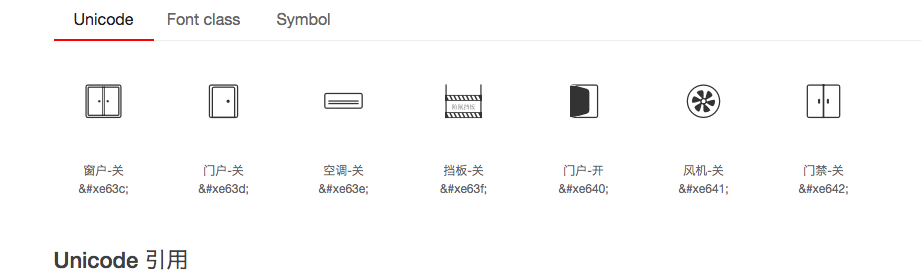 Unicode Font class Symbol
窗户-关 门户-关 空调-关 挡板-关 门户-开 风机-关 门禁-关
&#xe63c; &#xe63d; &#xe63e; &#xe63f; &#xe640; &#xe641; &#xe642;
Unicode 引用